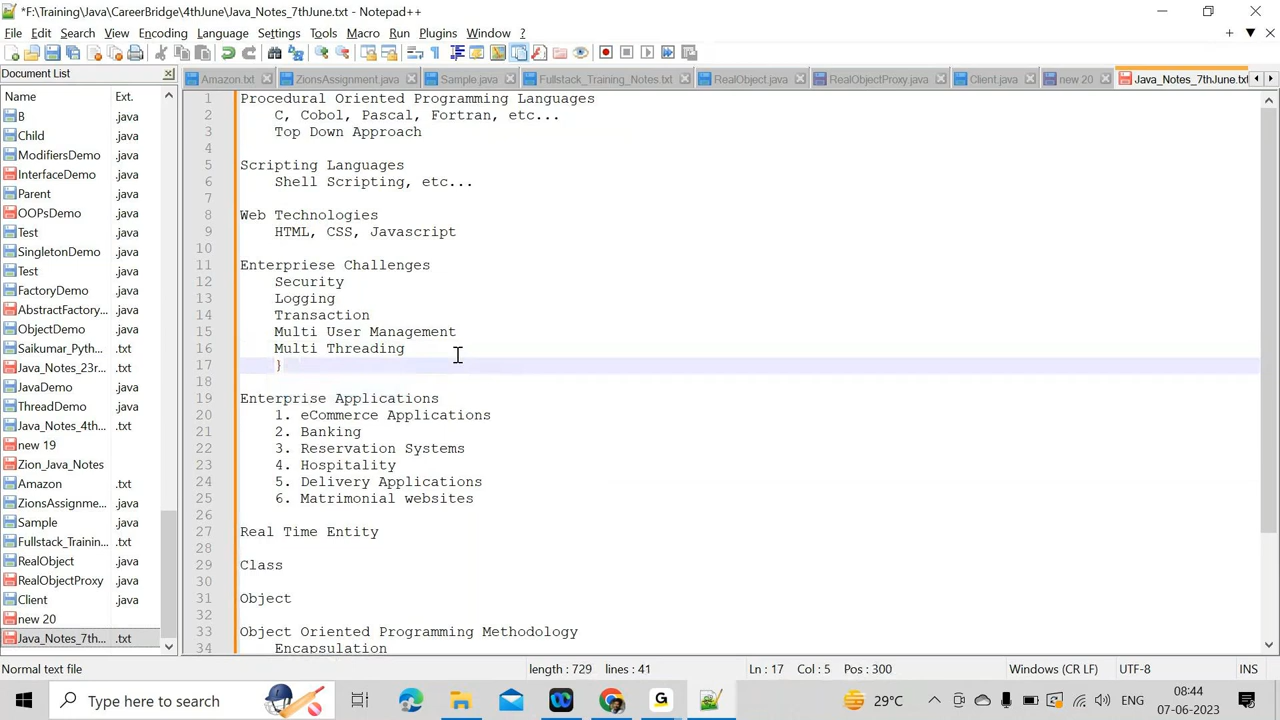 *F:\Training\Java\CareerBridge\4thJune\Java_Notes_7thJune.txt - Notepad++
File Edit Search View Encoding Language Settings Tools Macro Run Plugins Window ?
Document List
Amazon.txt ZionsAssignment.java Sample.java Fullstack_Training_Notes.txt RealObject.java RealObjectProxy.java Client.java new 20 Java_Notes_7thJune.txt
Name Ext.
B .java
Child .java
ModifiersDemo .java
InterfaceDemo .java
Parent .java
OOPsDemo .java
Test .java
SingletonDemo .java
Test .java
FactoryDemo .java
AbstractFactory... .java
ObjectDemo .java
Saikumar_Pyth... .txt
Java_Notes_23r... .txt
JavaDemo .java
ThreadDemo .java
Java_Notes_4th... .txt
new 19
Zion_Java_Notes
Amazon .txt
ZionsAssignme... .java
Sample .java
Fullstack_Trainin... .txt
RealObject .java
RealObjectProxy .java
Client .java
new 20
Java_Notes_7th... .txt
1 Procedural Oriented Programming Languages
2 C, Cobol, Pascal, Fortran, etc...
3 Top Down Approach
4
5 Scripting Languages
6 Shell Scripting, etc...
7
8 Web Technologies
9 HTML, CSS, Javascript
10
11 Enterpriese Challenges
12 Security
13 Logging
14 Transaction
15 Multi User Management
16 Multi Threading
17 }
18
19 Enterprise Applications
20 1. eCommerce Applications
21 2. Banking
22 3. Reservation Systems
23 4. Hospitality
24 5. Delivery Applications
25 6. Matrimonial websites
26
27 Real Time Entity
28
29 Class
30
31 Object
32
33 Object Oriented Programming Methodology
34 Encapsulation
Normal text file length : 729 lines : 41 Ln : 17 Col : 5 Pos : 300 Windows (CR LF) UTF-8 INS
Type here to search 29°C ENG 08:44
07-06-2023